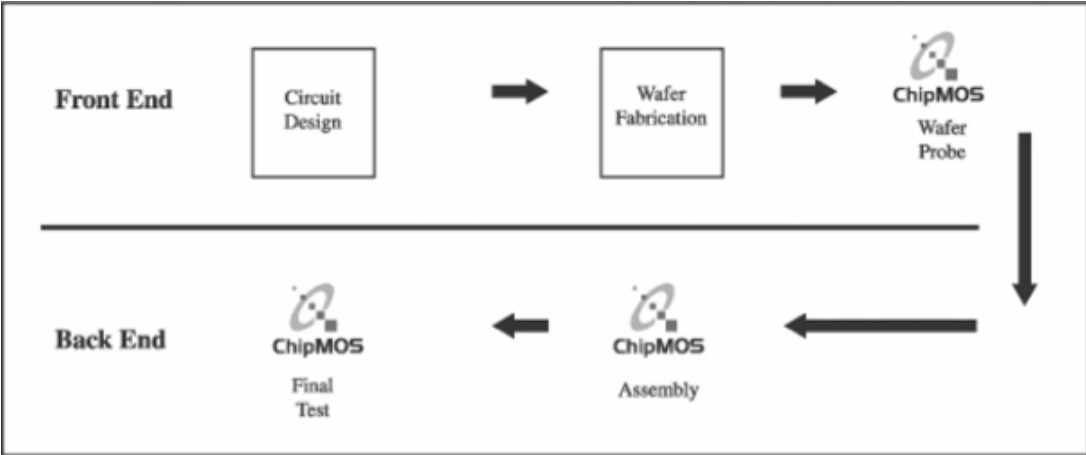 Front End
Circuit
Design
Wafer
Fabrication
ChipMOS
Wafer
Probe
Back End
ChipMOS
Final
Test
ChipMOS
Assembly